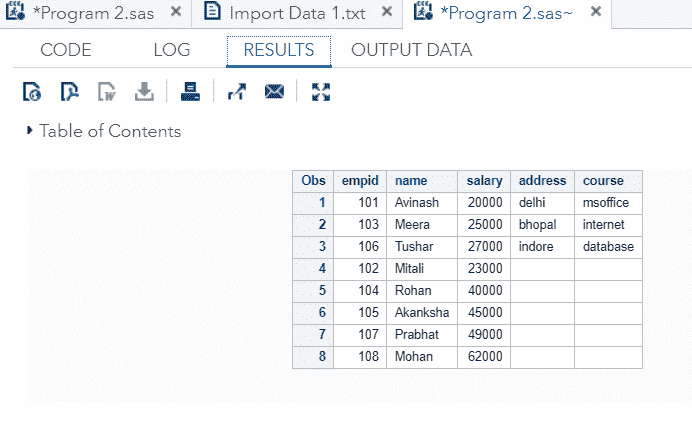 *Program 2.sas × Import Data 1.txt × *Program 2.sas~ ×
CODE LOG RESULTS OUTPUT DATA
Table of Contents
Obs empid name salary address course
1 101 Avinash 20000 delhi msoffice
2 103 Meera 25000 bhopal internet
3 106 Tushar 27000 indore database
4 102 Mitali 23000
5 104 Rohan 40000
6 105 Akanksha 45000
7 107 Prabhat 49000
8 108 Mohan 62000